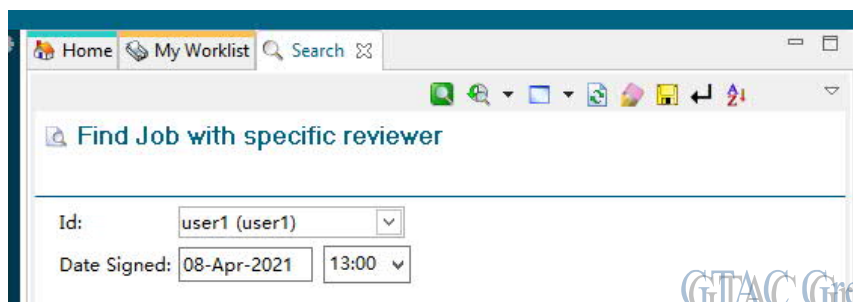 Home My Worklist Search
Find Job with specific reviewer
Id: user1 (user1)
Date Signed: 08-Apr-2021 13:00
GTAC